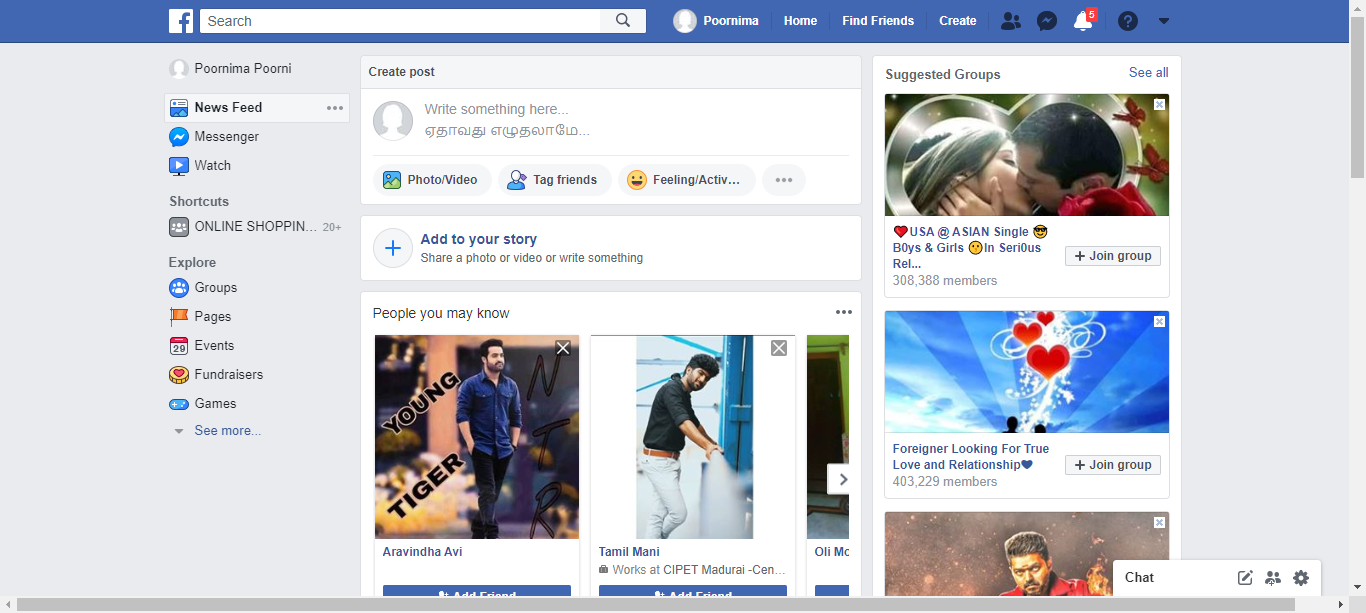 Search
Poornima
Home
Find Friends
Create
5
Poornima Poorni
News Feed
Messenger
Watch
Shortcuts
ONLINE SHOPPIN... 20+
Explore
Groups
Pages
29
Events
Fundraisers
Games
See more...
Create post
Write something here...
ஏதாவது எழுதலாமே...
Photo/Video
Tag friends
Feeling/Activ...
Add to your story
Share a photo or video or write something
People you may know
YOUNG
TIGER
NTR
Aravindha Avi
Add Friend
Tamil Mani
Works at CIPET Madurai -Cen...
Add Friend
Oli Mo
Suggested Groups
See all
❤USA @ ASIAN Single 😎
B0ys & Girls 😗In Seri0us
Rel...
308,388 members
+ Join group
Foreigner Looking For True
Love and Relationship♥
403,229 members
+ Join group
Chat